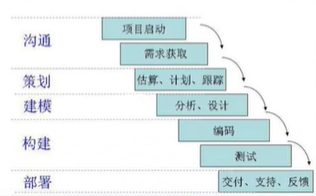 沟通
项目启动
需求获取
策划
估算、计划、跟踪
建模
分析、设计
构建
编码
测试
部署
交付、支持、反馈